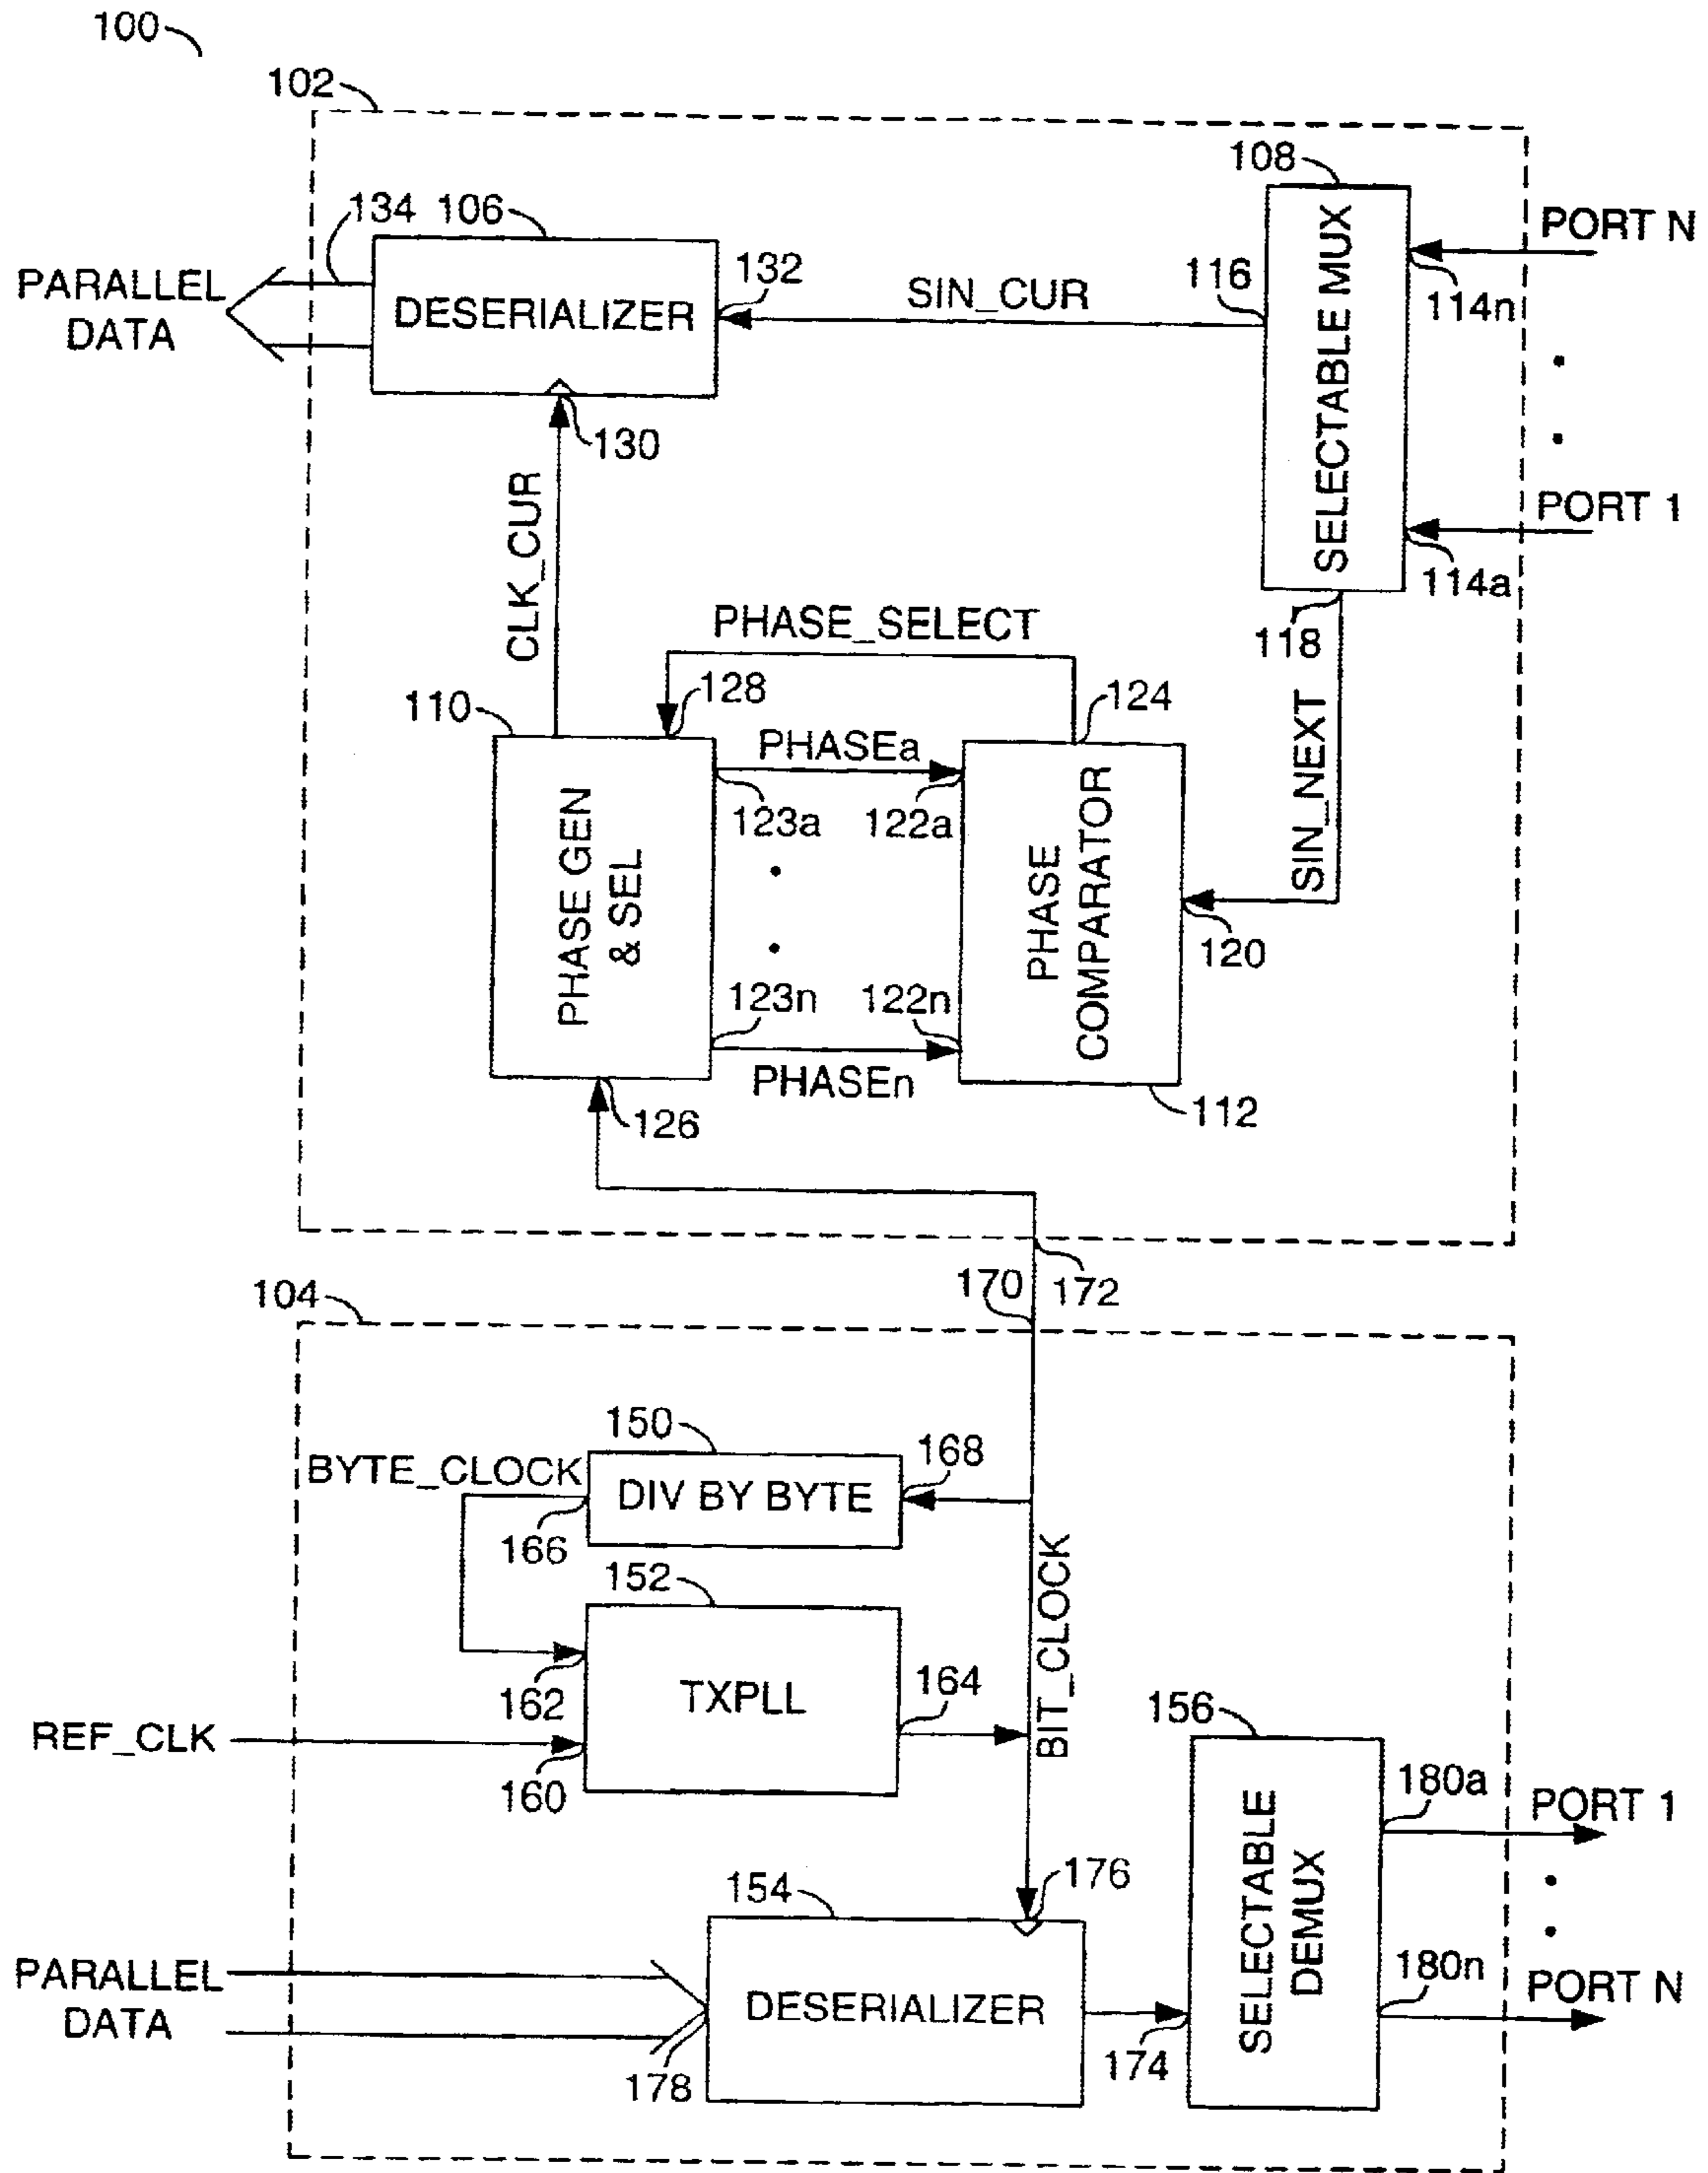 100
102
108
134 106
PORT N
PARALLEL
DATA
DESERIALIZER
132
SIN_CUR
116
SELECTABLE MUX
114n
130
CLK_CUR
PORT 1
114a
PHASE_SELECT
118
110
128
124
SIN_NEXT
PHASEa
123a
122a
PHASE GEN
& SEL
PHASE
COMPARATOR
120
123n
122n
PHASEn
126
112
170
172
104
150
168
BYTE_CLOCK
DIV BY BYTE
166
152
BIT_CLOCK
162
TXPLL
164
156
REF_CLK
160
180a
PORT 1
SELECTABLE
DEMUX
154
176
180n
PARALLEL
DATA
DESERIALIZER
PORT N
178
174